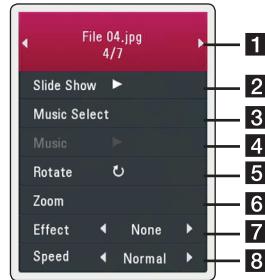 File 04.jpg
4/7
1
Slide Show
2
Music Select
3
Music
4
Rotate
5
Zoom
6
Effect None
7
Speed Normal
8